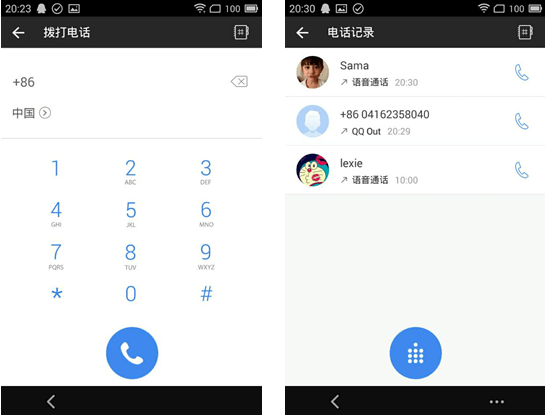 20:23
100
拨打电话
+86
中国
1
2
ABC
3
DEF
4
GHI
5
JKL
6
MNO
7
PQRS
8
TUV
9
WXYZ
*
0
#
20:30
100
电话记录
Sama
语音通话 20:30
+86 04162358040
QQ Out 20:29
lexie
语音通话 10:00